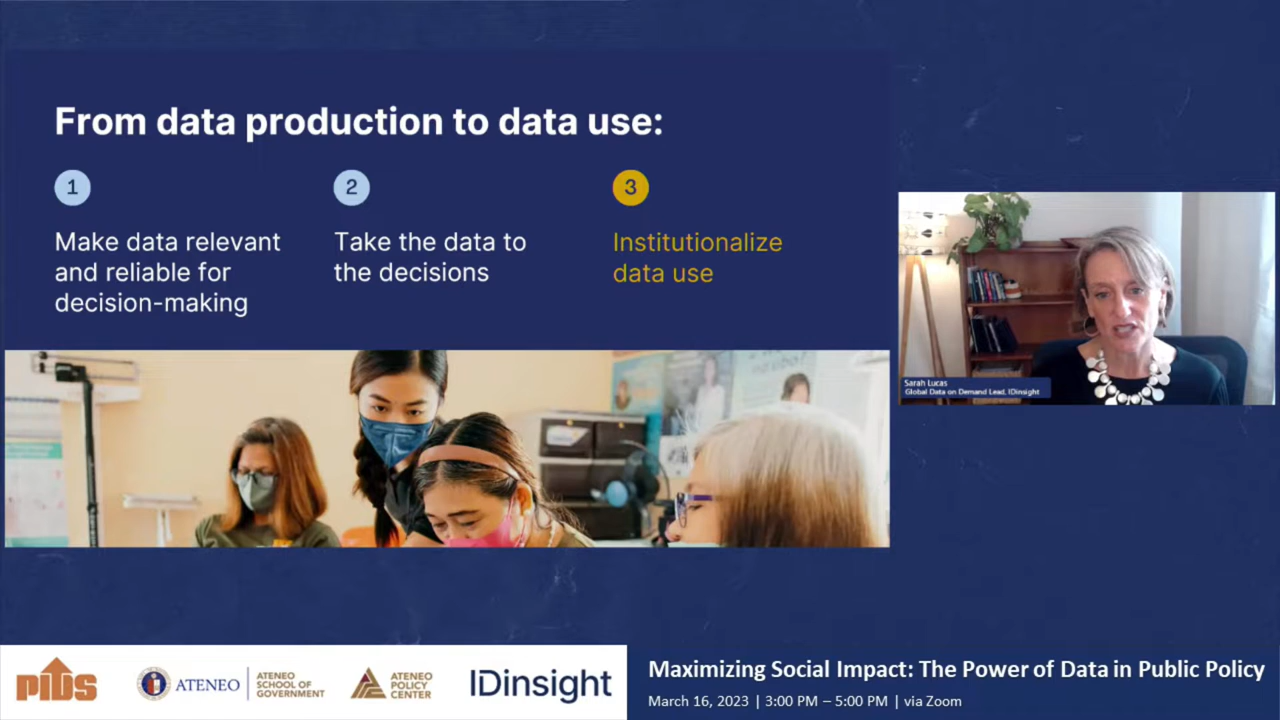 From data production to data use:
1
Make data relevant
and reliable for
decision-making
2
Take the data to
the decisions
3
Institutionalize
data use
Sarah Lucas
Global Data on Demand Lead, IDinsight
pids
ATENEO
ATENEO
SCHOOL OF
GOVERNMENT
ATENEO
POLICY
CENTER
IDinsight
Maximizing Social Impact: The Power of Data in Public Policy
March 16, 2023 | 3:00 PM – 5:00 PM | via Zoom